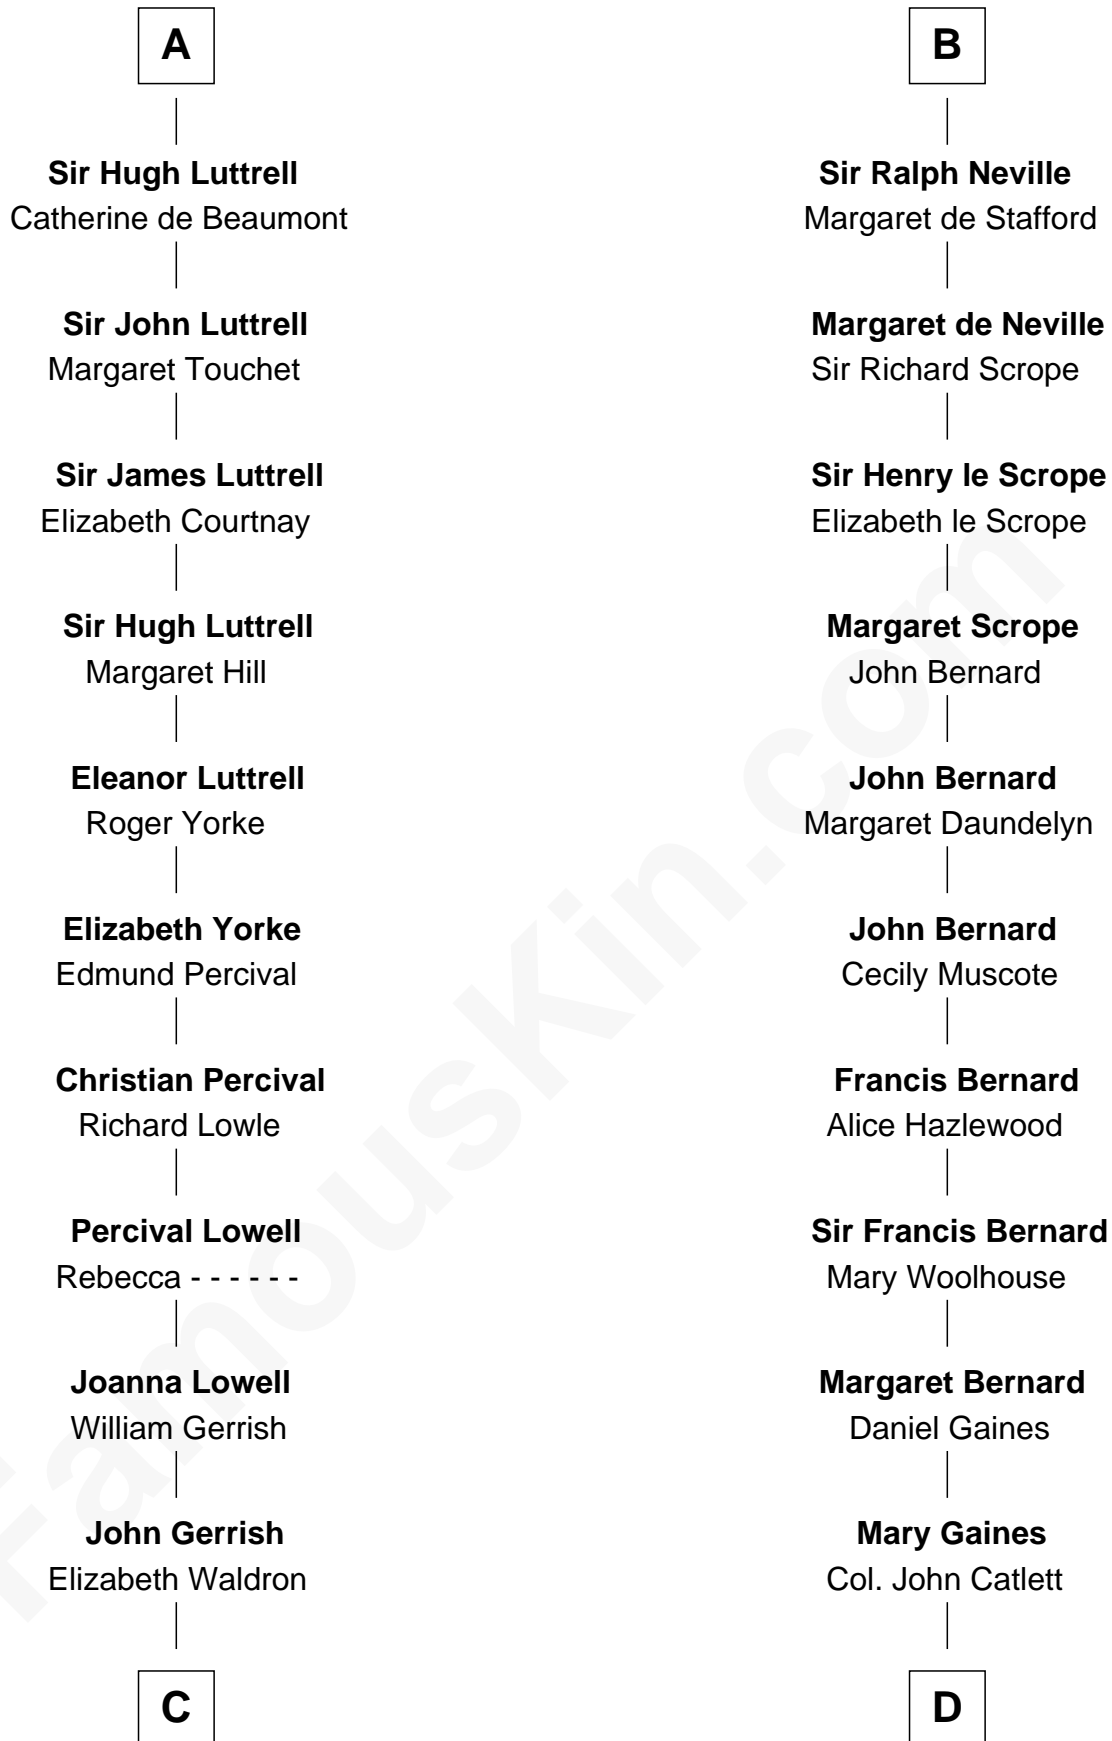 A
Sir Hugh Luttrell
Catherine de Beaumont
Sir John Luttrell
Margaret Touchet
Sir James Luttrell
Elizabeth Courtnay
Sir Hugh Luttrell
Margaret Hill
Eleanor Luttrell
Roger Yorke
Elizabeth Yorke
Edmund Percival
Christian Percival
Richard Lowle
Percival Lowell
Rebecca - - - - - -
Joanna Lowell
William Gerrish
John Gerrish
Elizabeth Waldron
C
B
Sir Ralph Neville
Margaret de Stafford
Margaret de Neville
Sir Richard Scrope
Sir Henry le Scrope
Elizabeth le Scrope
Margaret Scrope
John Bernard
John Bernard
Margaret Daundelyn
John Bernard
Cecily Muscote
Francis Bernard
Alice Hazlewood
Sir Francis Bernard
Mary Woolhouse
Margaret Bernard
Daniel Gaines
Mary Gaines
Col. John Catlett
D
FamousKin.com